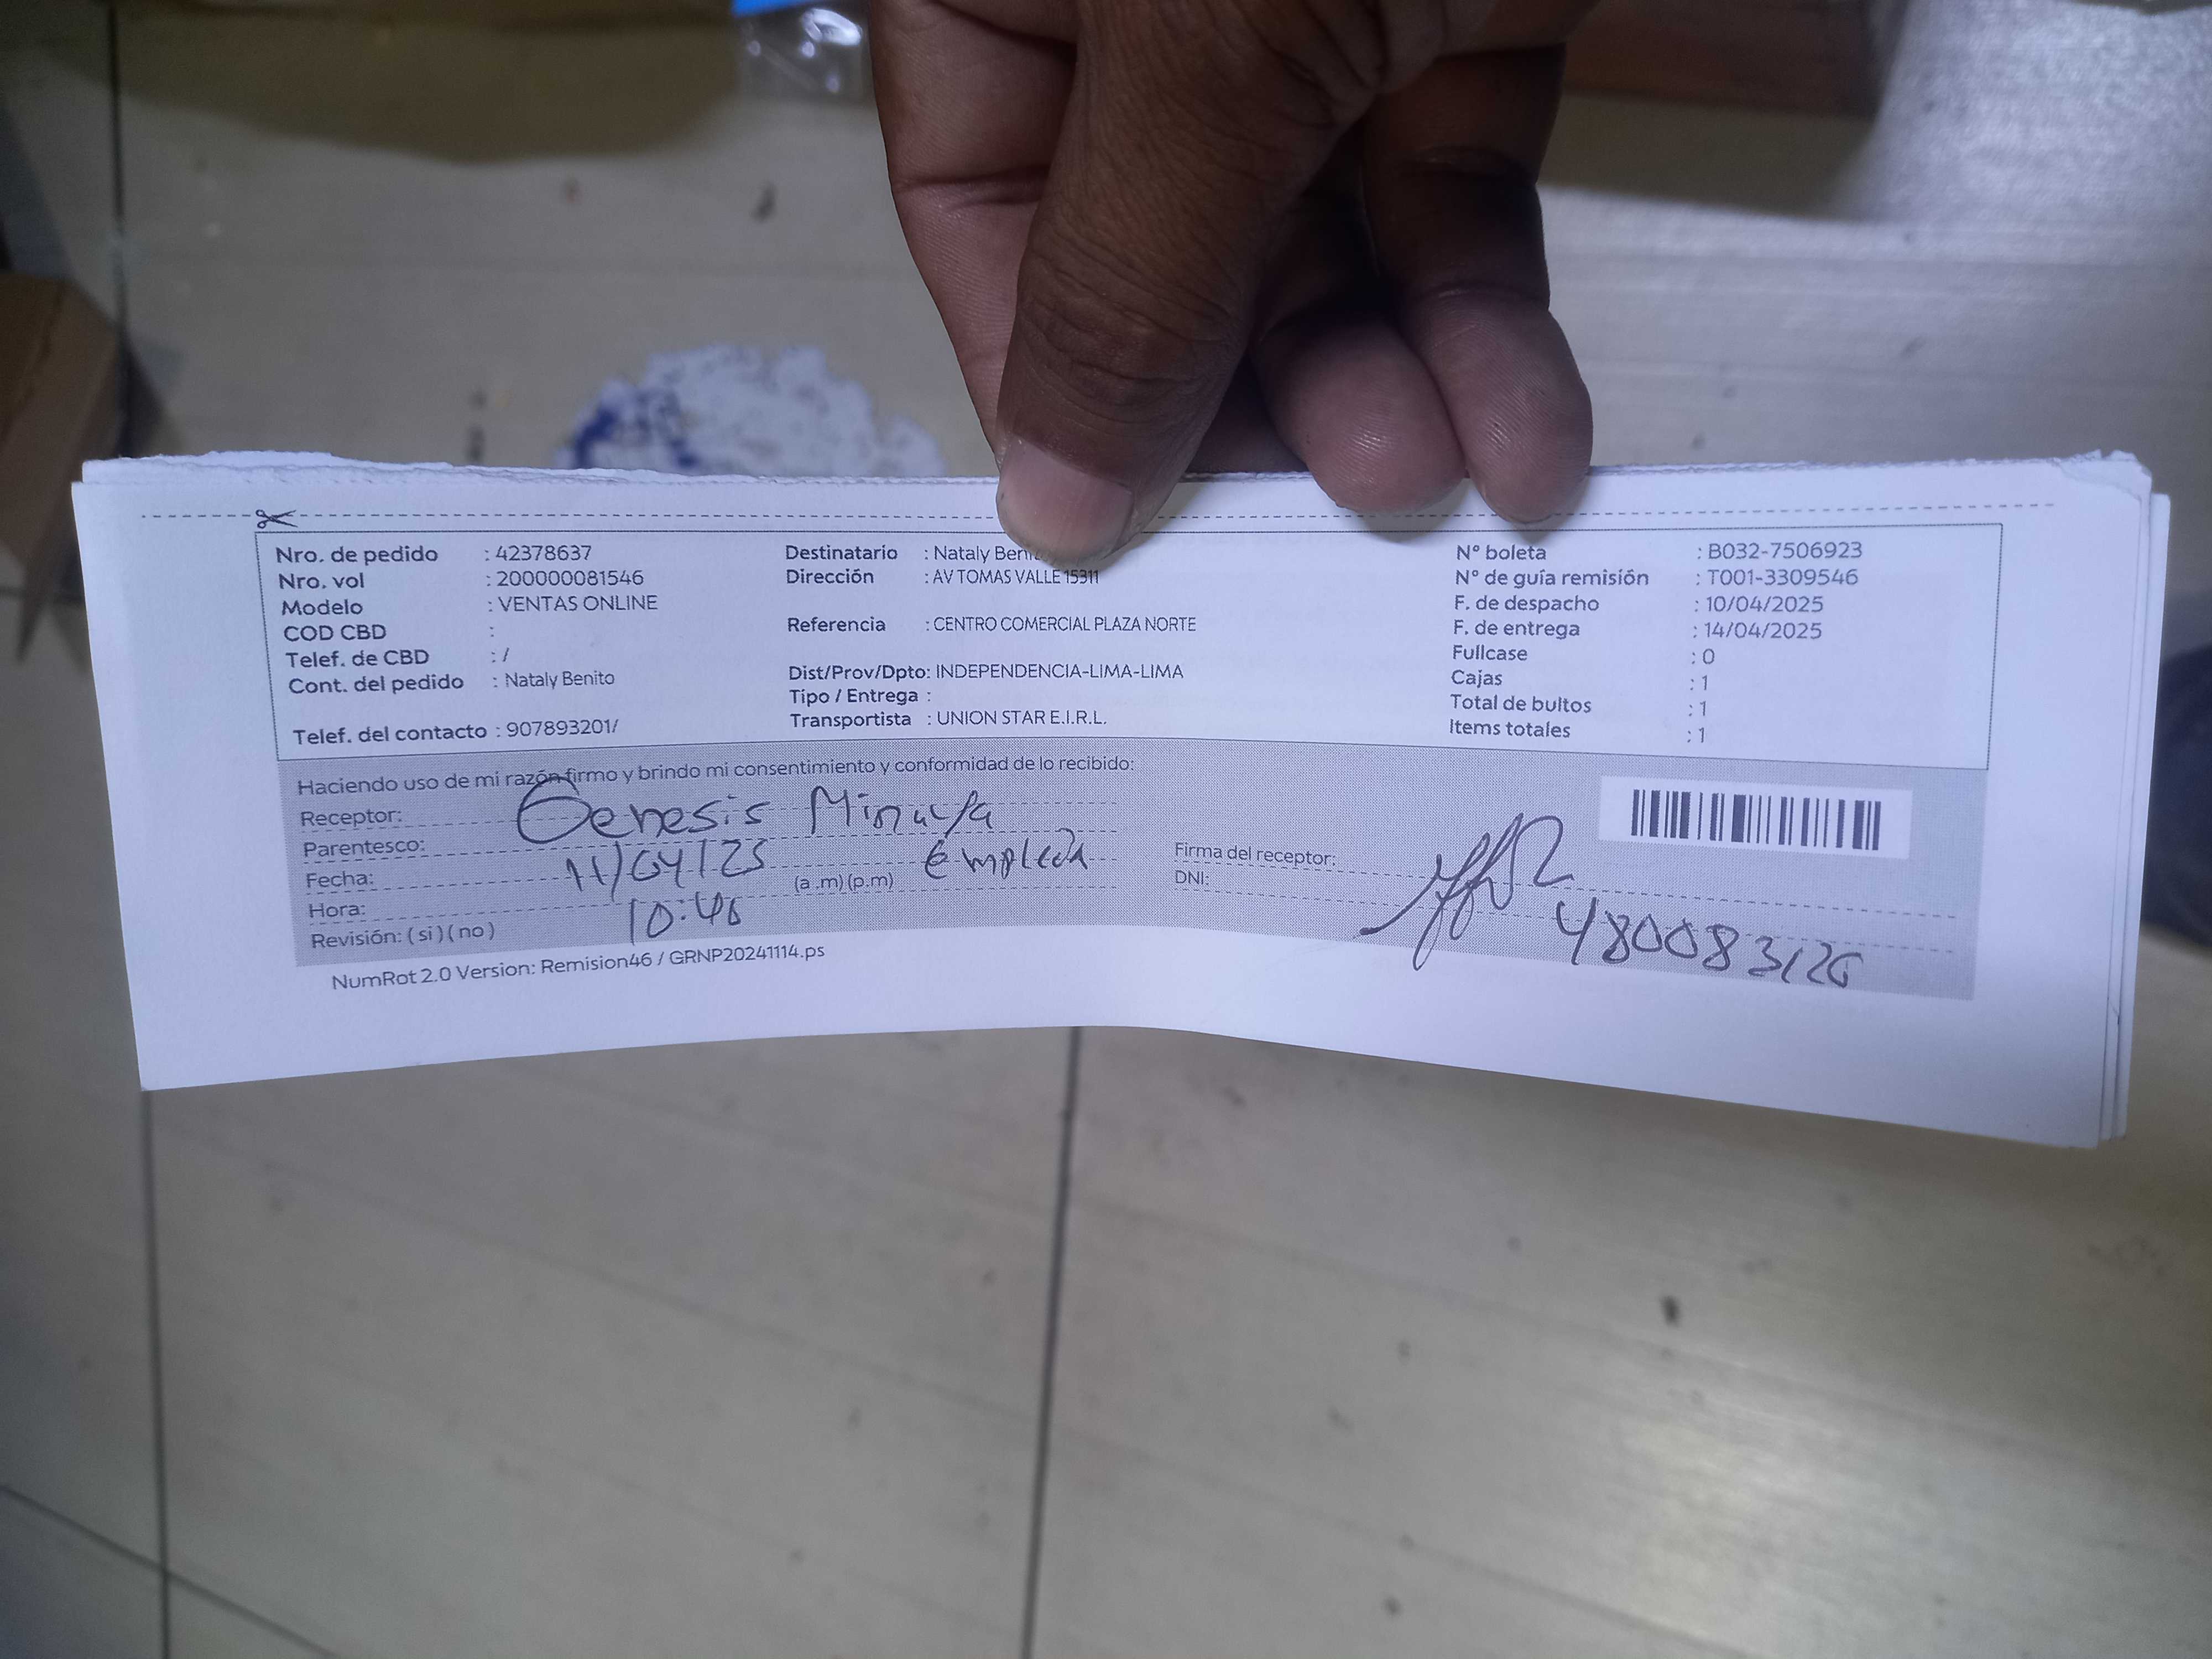 Nro. de pedido : 42378637
Nro. vol : 200000081546
Modelo : VENTAS ONLINE
COD CBD :
Telef. de CBD : /
Cont. del pedido : Nataly Benito
Telef. del contacto : 907893201/
Destinatario : Nataly
Dirección : AV TOMAS VALLE 15311
Referencia : CENTRO COMERCIAL PLAZA NORTE
Dist/Prov/Dpto: INDEPENDENCIA-LIMA-LIMA
Tipo / Entrega :
Transportista : UNION STAR E.I.R.L.
N° boleta : B032-7506923
N° de guía remisión : T001-3309546
F. de despacho : 10/04/2025
F. de entrega : 14/04/2025
Fullcase : 0
Cajas : 1
Total de bultos : 1
Items totales : 1
Haciendo uso de mi razón firmo y brindo mi consentimiento y conformidad de lo recibido:
Receptor: Genesis
Parentesco:
Fecha: 11/04/25
Hora: 10:46 (a .m) (p.m)
Revisión: ( si ) ( no )
Firma del receptor:
DNI:
NumRot 2.0 Version: Remision46 / GRNP20241114.ps